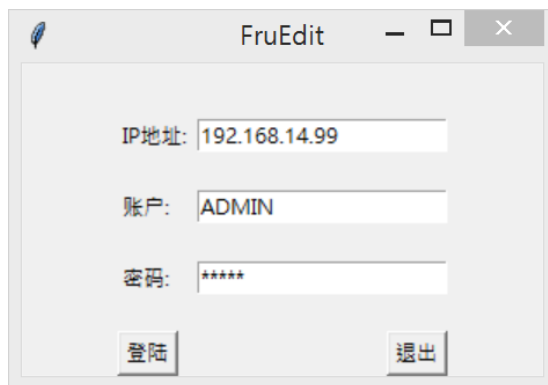 FruEdit
IP地址: 192.168.14.99
账户: ADMIN
密码: *****
登陆 退出